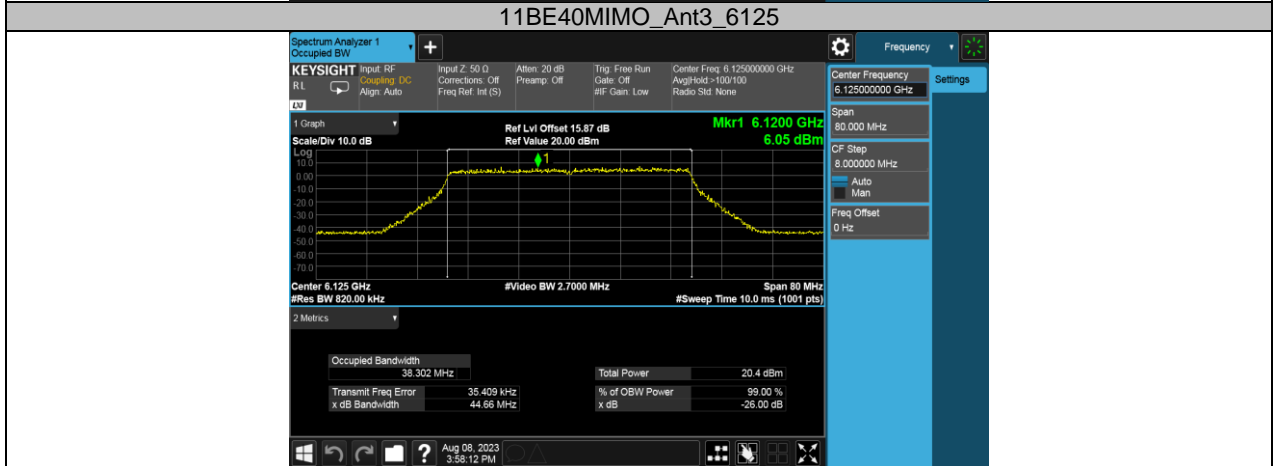 11BE40MIMO_Ant3_6125
Spectrum Analyzer 1
Occupied BW
+
Frequency
KEYSIGHT
RL
LXI
Input: RF
Coupling: DC
Align: Auto
Input Z: 50 Ω
Corrections: Off
Freq Ref: Int (S)
Atten: 20 dB
Preamp: Off
Trig: Free Run
Gate: Off
#IF Gain: Low
Center Freq: 6.125000000 GHz
Avg|Hold:>100/100
Radio Std: None
Center Frequency
6.125000000 GHz
Settings
Span
80.000 MHz
CF Step
8.000000 MHz
Auto
Man
Freq Offset
0 Hz
1 Graph
Scale/Div 10.0 dB
Ref Lvl Offset 15.87 dB
Ref Value 20.00 dBm
Mkr1 6.1200 GHz
6.05 dBm
Log
10.0
0.00
-10.0
-20.0
-30.0
-40.0
-50.0
-60.0
-70.0
1
Center 6.125 GHz
#Res BW 820.00 kHz
#Video BW 2.7000 MHz
Span 80 MHz
#Sweep Time 10.0 ms (1001 pts)
2 Metrics
Occupied Bandwidth
38.302 MHz
Total Power 20.4 dBm
Transmit Freq Error 35.409 kHz
% of OBW Power 99.00 %
x dB Bandwidth 44.66 MHz
x dB -26.00 dB
?
Aug 08, 2023
3:58:12 PM